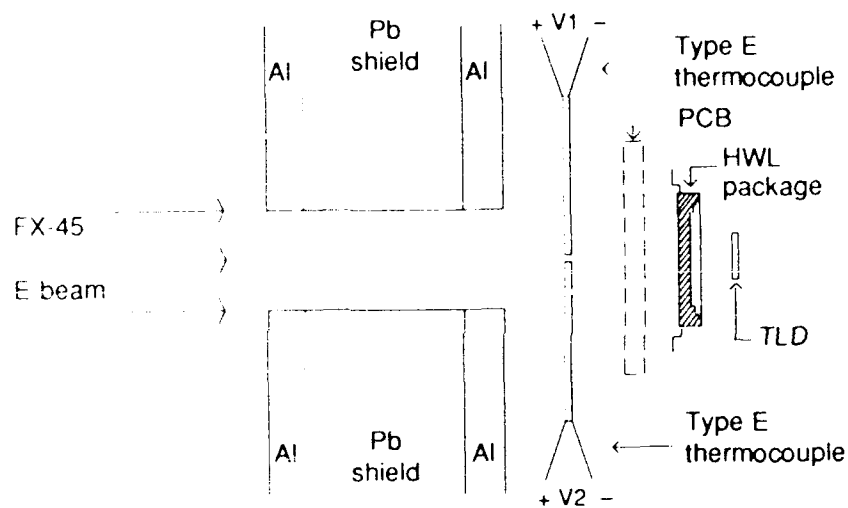 Pb
shield
Al
Al
+ V1 -
Type E
thermocouple
PCB
HWL
package
FX-45
E beam
TLD
Al
Pb
shield
Al
Type E
thermocouple
+ V2 -